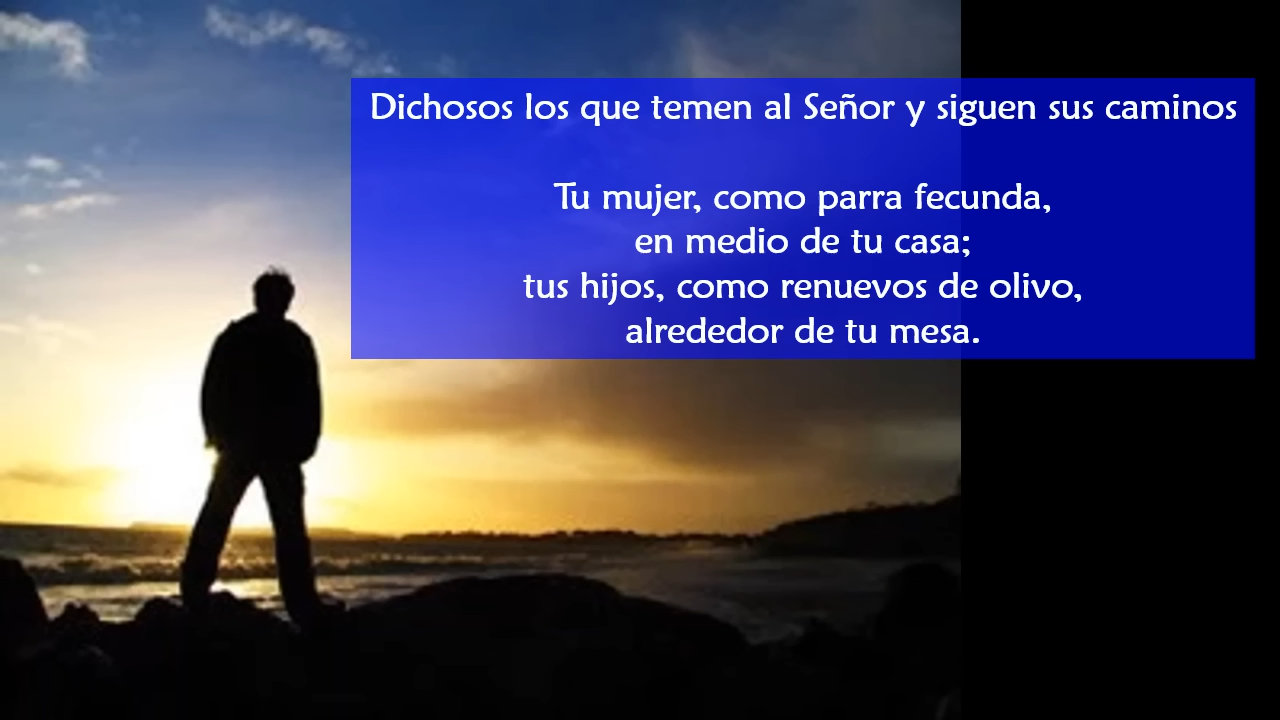 Dichosos los que temen al Señor y siguen sus caminos
Tu mujer, como parra fecunda,
en medio de tu casa;
tus hijos, como renuevos de olivo,
alrededor de tu mesa.